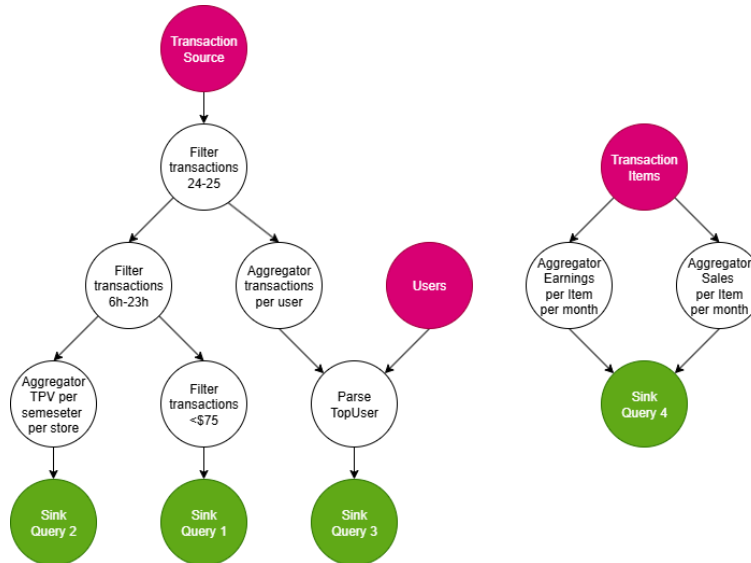 Transaction
Source
Filter
transactions
24-25
Transaction
Items
Filter
transactions
6h-23h
Aggregator
transactions
per user
Users
Aggregator
Earnings
per Item
per month
Aggregator
Sales
per Item
per month
Aggregator
TPV per
semeseter
per store
Filter
transactions
<$75
Parse
TopUser
Sink
Query 4
Sink
Query 2
Sink
Query 1
Sink
Query 3